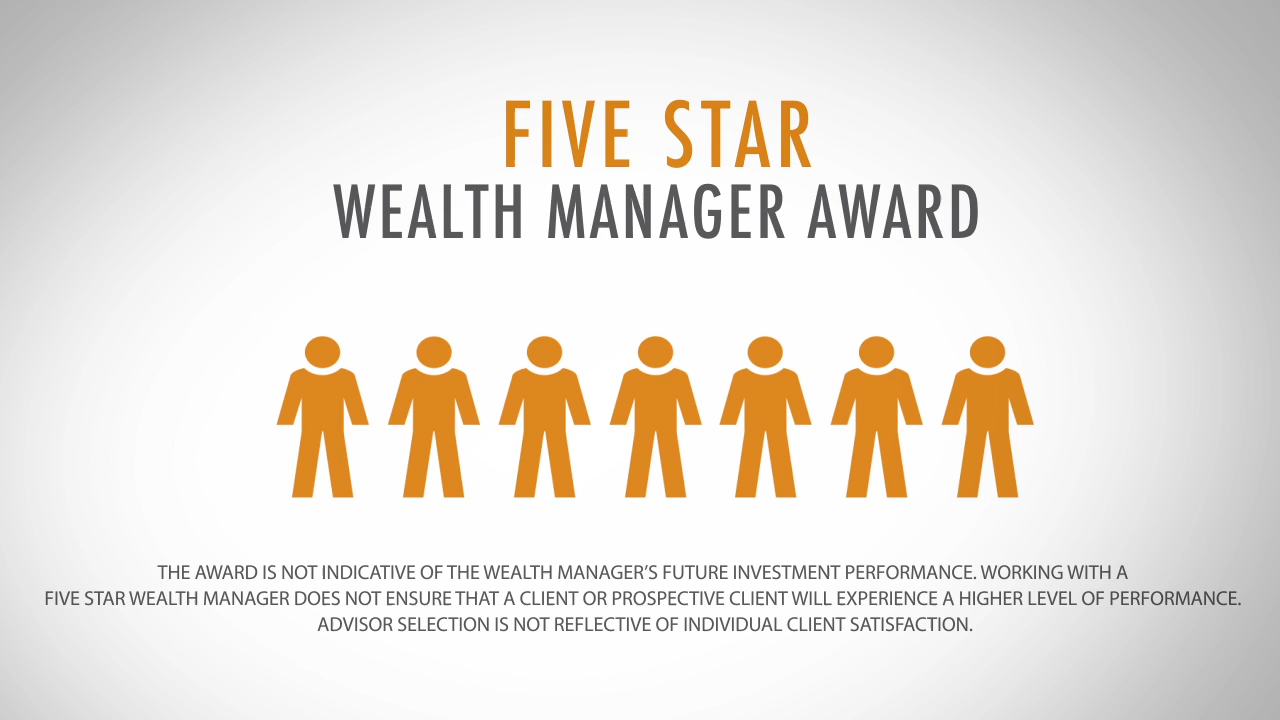 FIVE STAR
WEALTH MANAGER AWARD
THE AWARD IS NOT INDICATIVE OF THE WEALTH MANAGER’S FUTURE INVESTMENT PERFORMANCE. WORKING WITH A
FIVE STAR WEALTH MANAGER DOES NOT ENSURE THAT A CLIENT OR PROSPECTIVE CLIENT WILL EXPERIENCE A HIGHER LEVEL OF PERFORMANCE.
ADVISOR SELECTION IS NOT REFLECTIVE OF INDIVIDUAL CLIENT SATISFACTION.